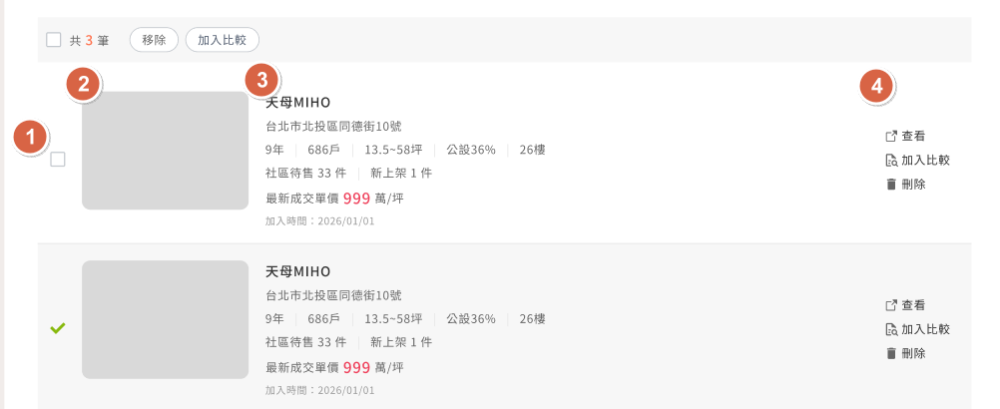 共 3 筆 移除 加入比較
2
3
4
天母MIHO
台北市北投區同德街10號
1
查看
9年 686戶 13.5~58坪 公設36% 26樓
加入比較
社區待售 33 件 新上架 1 件
刪除
最新成交單價 999 萬/坪
加入時間：2026/01/01
天母MIHO
台北市北投區同德街10號
查看
9年 686戶 13.5~58坪 公設36% 26樓
加入比較
社區待售 33 件 新上架 1 件
刪除
最新成交單價 999 萬/坪
加入時間：2026/01/01